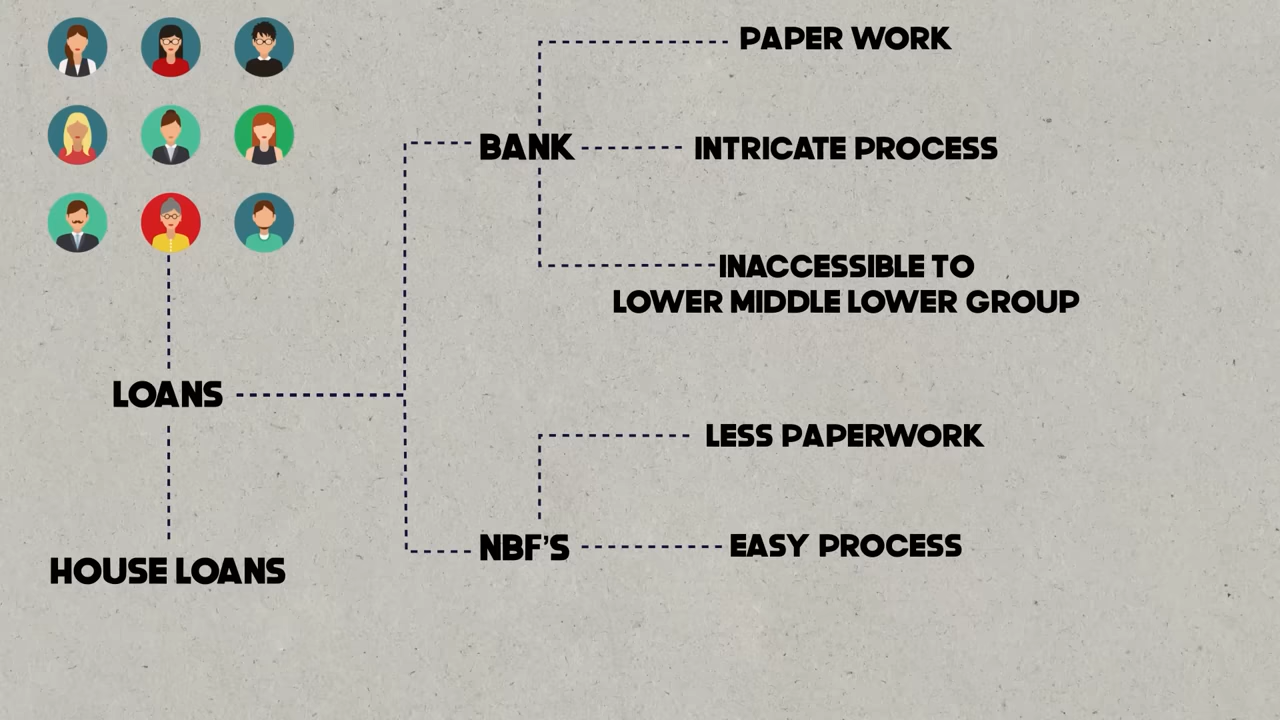 PAPER WORK
BANK
INTRICATE PROCESS
INACCESSIBLE TO
LOWER MIDDLE LOWER GROUP
LOANS
LESS PAPERWORK
NBF'S
EASY PROCESS
HOUSE LOANS